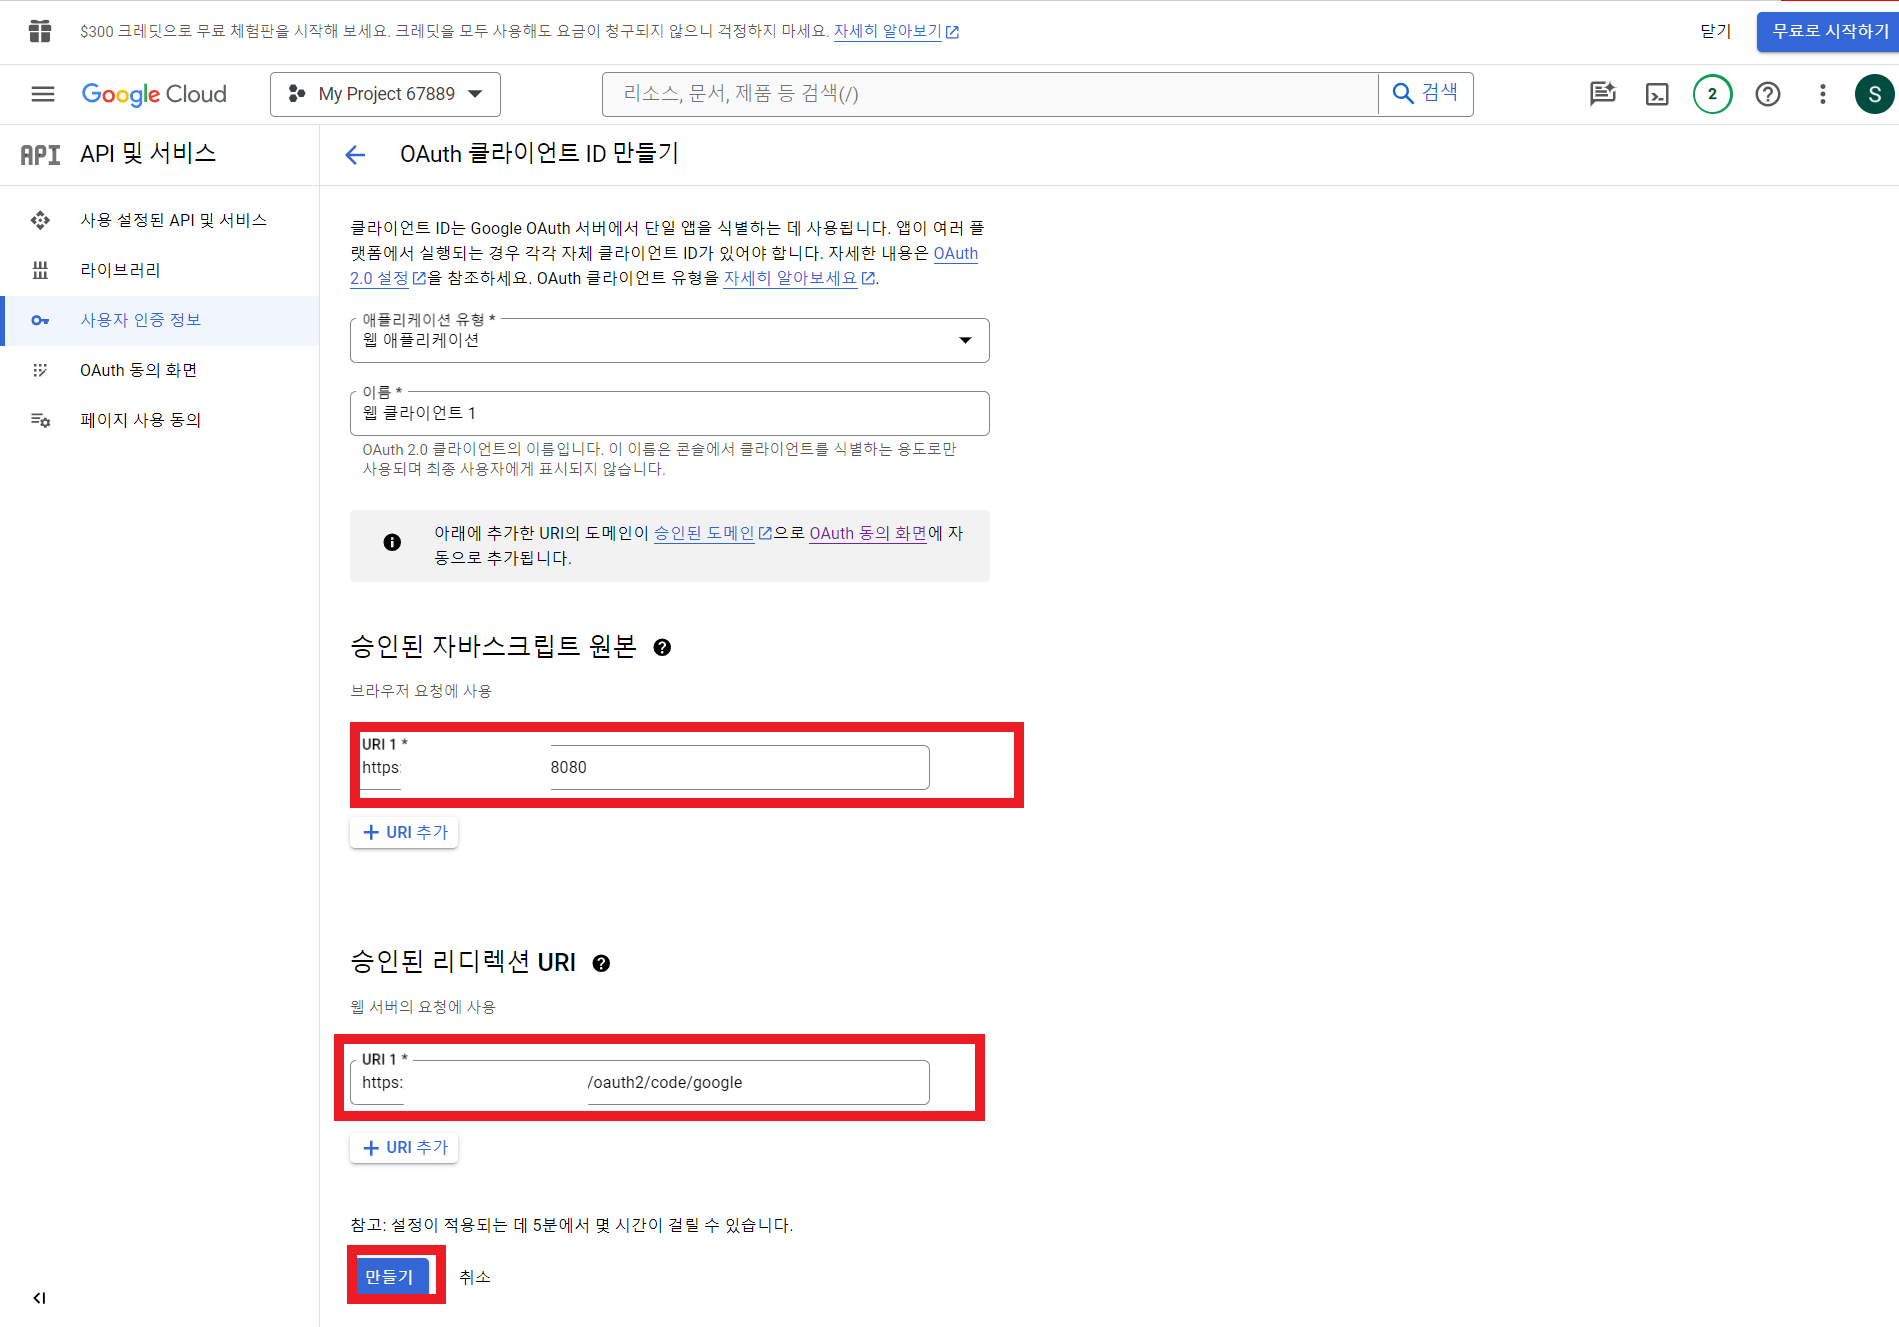 $300 크레딧으로 무료 체험판을 시작해 보세요. 크레딧을 모두 사용해도 요금이 청구되지 않으니 걱정하지 마세요. 자세히 알아보기
닫기
무료로 시작하기
Google Cloud
My Project 67889
리소스, 문서, 제품 등 검색(/)
검색
2
S
API API 및 서비스
사용 설정된 API 및 서비스
라이브러리
사용자 인증 정보
OAuth 동의 화면
페이지 사용 동의
OAuth 클라이언트 ID 만들기
클라이언트 ID는 Google OAuth 서버에서 단일 앱을 식별하는 데 사용됩니다. 앱이 여러 플
랫폼에서 실행되는 경우 각각 자체 클라이언트 ID가 있어야 합니다. 자세한 내용은 OAuth
2.0 설정을 참조하세요. OAuth 클라이언트 유형을 자세히 알아보세요.
애플리케이션 유형 *
웹 애플리케이션
이름 *
웹 클라이언트 1
OAuth 2.0 클라이언트의 이름입니다. 이 이름은 콘솔에서 클라이언트를 식별하는 용도로만
사용되며 최종 사용자에게 표시되지 않습니다.
아래에 추가한 URI의 도메인이 승인된 도메인으로 OAuth 동의 화면에 자
동으로 추가됩니다.
승인된 자바스크립트 원본
브라우저 요청에 사용
URI 1 *
https: 8080
URI 추가
승인된 리디렉션 URI
웹 서버의 요청에 사용
URI 1 *
https: /oauth2/code/google
URI 추가
참고: 설정이 적용되는 데 5분에서 몇 시간이 걸릴 수 있습니다.
만들기
취소